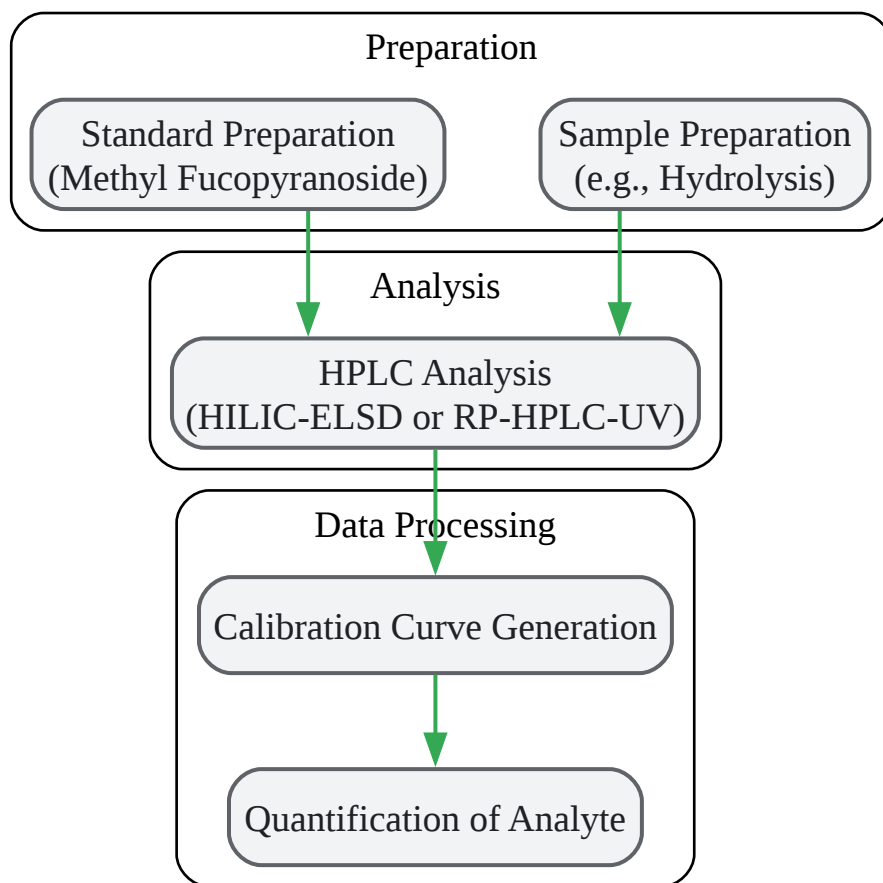 Preparation
Standard Preparation
(Methyl Fucopyranoside)
Sample Preparation
(e.g., Hydrolysis)
Analysis
HPLC Analysis
(HILIC-ELSD or RP-HPLC-UV)
Data Processing
Calibration Curve Generation
Quantification of Analyte